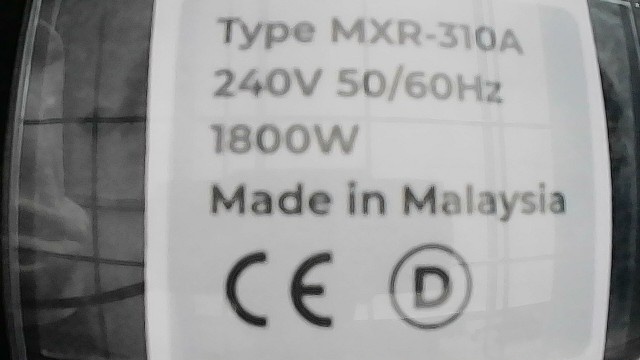 Type MXR-310A
240V 50/60Hz
1800W
Made in Malaysia
CE D